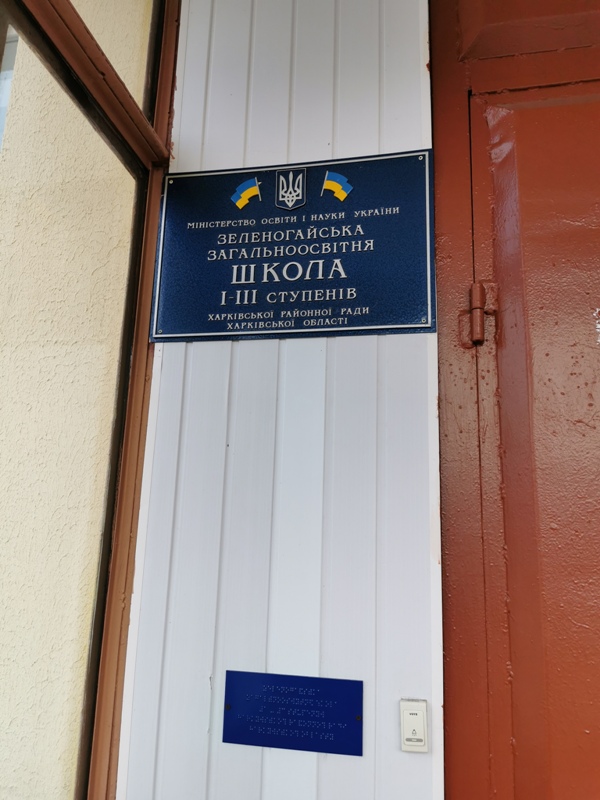 МІНІСТЕРСТВО ОСВІТИ І НАУКИ УКРАЇНИ
ЗЕЛЕНОГАЙСЬКА
ЗАГАЛЬНООСВІТНЯ
ШКОЛА
І-ІІІ СТУПЕНІВ
ХАРКІВСЬКОЇ РАЙОННОЇ РАДИ
ХАРКІВСЬКОЇ ОБЛАСТІ